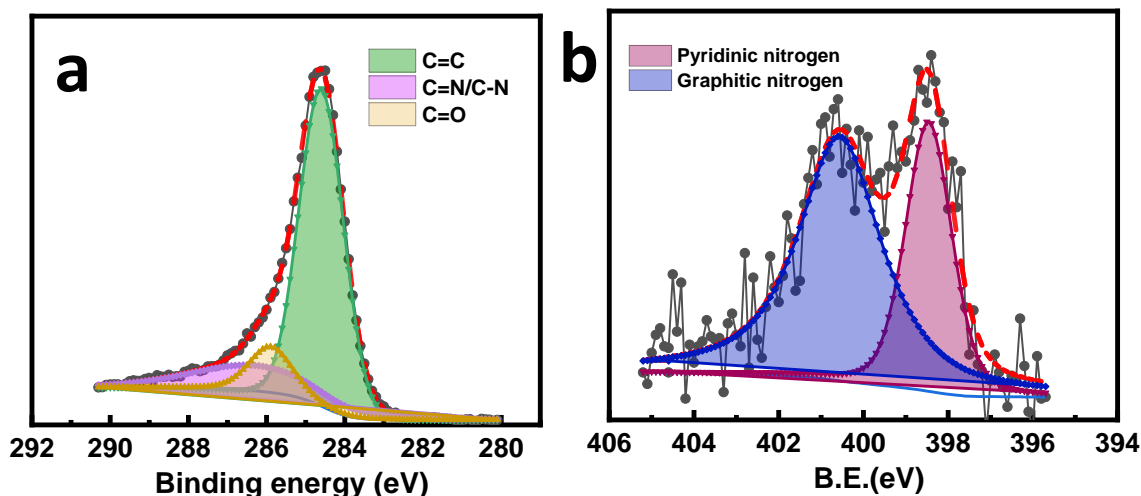 a
C=C
C=N/C-N
C=O
292 290 288 286 284 282 280
Binding energy (eV)
b
Pyridinic nitrogen
Graphitic nitrogen
406 404 402 400 398 396 394
B.E.(eV)